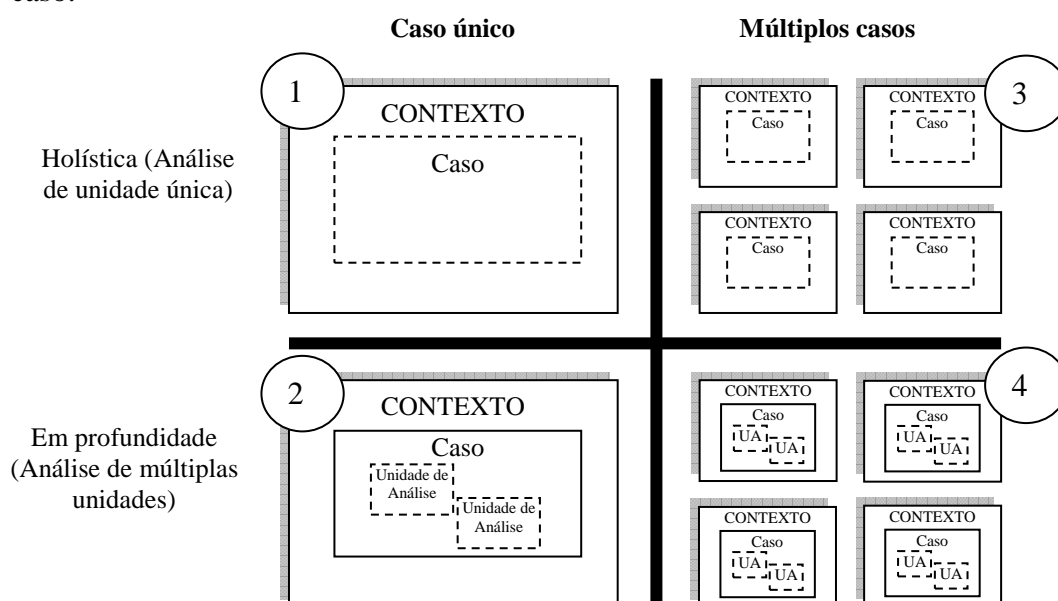 caso.
Caso único
Múltiplos casos
1
CONTEXTO
Caso
Holística (Análise
de unidade única)
CONTEXTO
Caso
CONTEXTO
Caso
3
CONTEXTO
Caso
CONTEXTO
Caso
2
CONTEXTO
Caso
Unidade de
Análise
Unidade de
Análise
Em profundidade
(Análise de múltiplas
unidades)
CONTEXTO
Caso
UA
UA
CONTEXTO
Caso
UA
UA
4
CONTEXTO
Caso
UA
UA
CONTEXTO
Caso
UA
UA